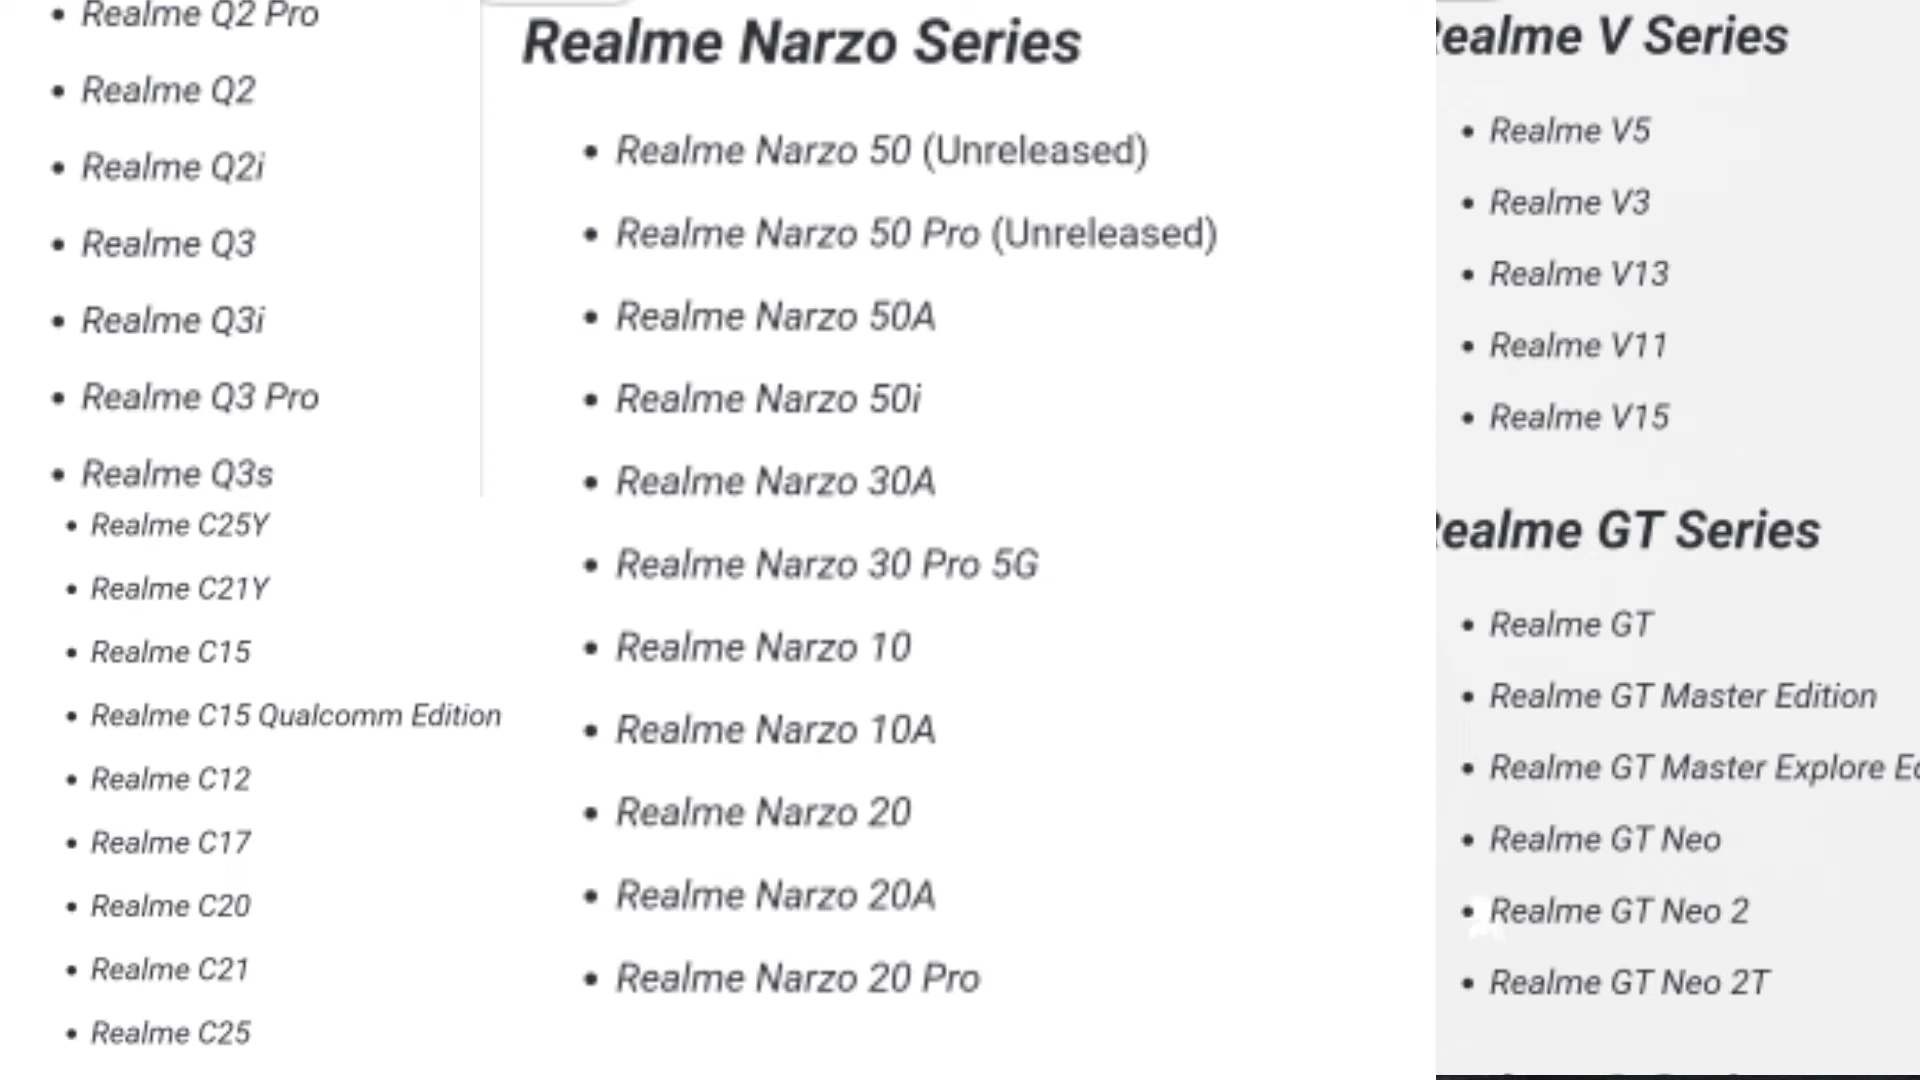 • Realme Q2 Pro
• Realme Q2
• Realme Q2i
• Realme Q3
• Realme Q3i
• Realme Q3 Pro
• Realme Q3s
• Realme C25Y
• Realme C21Y
• Realme C15
• Realme C15 Qualcomm Edition
• Realme C12
• Realme C17
• Realme C20
• Realme C21
• Realme C25
Realme Narzo Series
• Realme Narzo 50 (Unreleased)
• Realme Narzo 50 Pro (Unreleased)
• Realme Narzo 50A
• Realme Narzo 50i
• Realme Narzo 30A
• Realme Narzo 30 Pro 5G
• Realme Narzo 10
• Realme Narzo 10A
• Realme Narzo 20
• Realme Narzo 20A
• Realme Narzo 20 Pro
ealme V Series
• Realme V5
• Realme V3
• Realme V13
• Realme V11
• Realme V15
ealme GT Series
• Realme GT
• Realme GT Master Edition
• Realme GT Master Explore Ed
• Realme GT Neo
• Realme GT Neo 2
• Realme GT Neo 2T